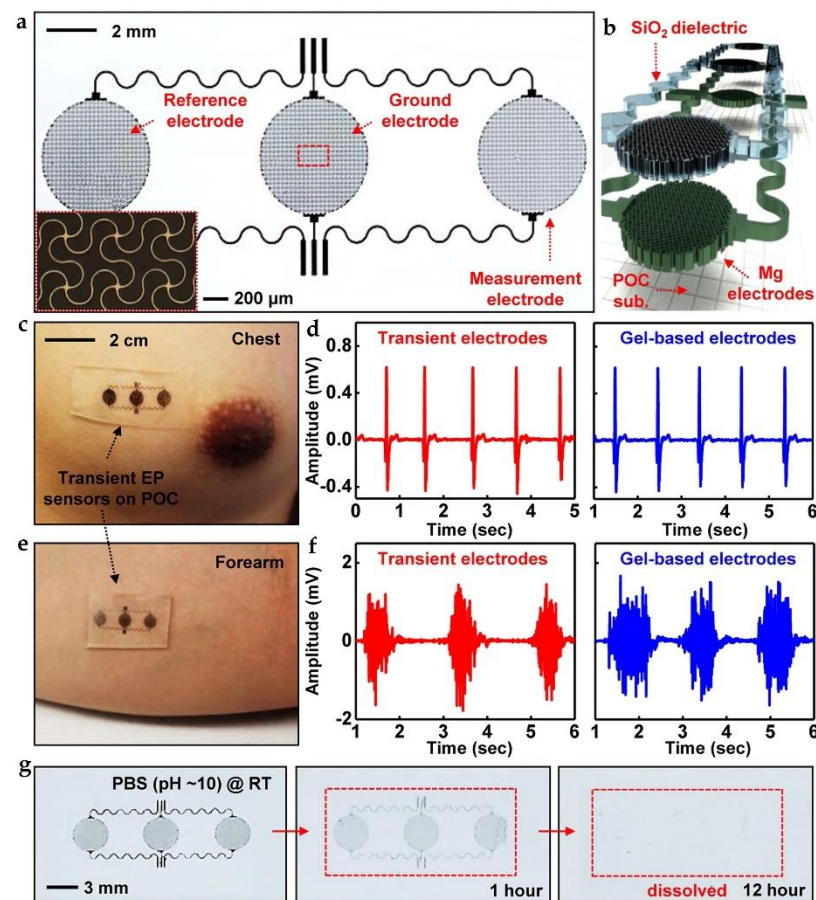 a
2 mm
Reference
electrode
Ground
electrode
Measurement
electrode
200 µm
b
SiO₂ dielectric
Mg
electrodes
POC
sub.
c
2 cm
Chest
Transient EP
sensors on POC
d
Amplitude (mV)
0.8
0.4
0.0
-0.4
Transient electrodes
0 1 2 3 4 5
Time (sec)
Gel-based electrodes
1 2 3 4 5 6
Time (sec)
e
Forearm
f
Amplitude (mV)
2
0
-2
Transient electrodes
1 2 3 4 5 6
Time (sec)
Gel-based electrodes
1 2 3 4 5 6
Time (sec)
g
PBS (pH ~10) @ RT
3 mm
1 hour
dissolved 12 hour